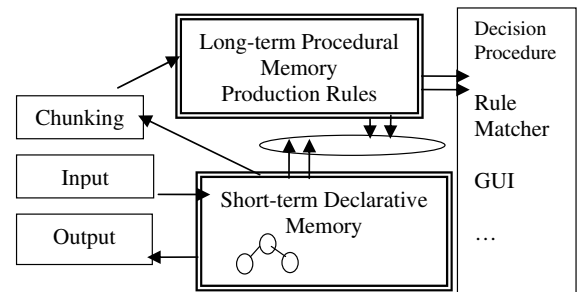 Long-term Procedural
Memory
Production Rules
Decision
Procedure
Rule
Matcher
GUI
…
Chunking
Input
Output
Short-term Declarative
Memory